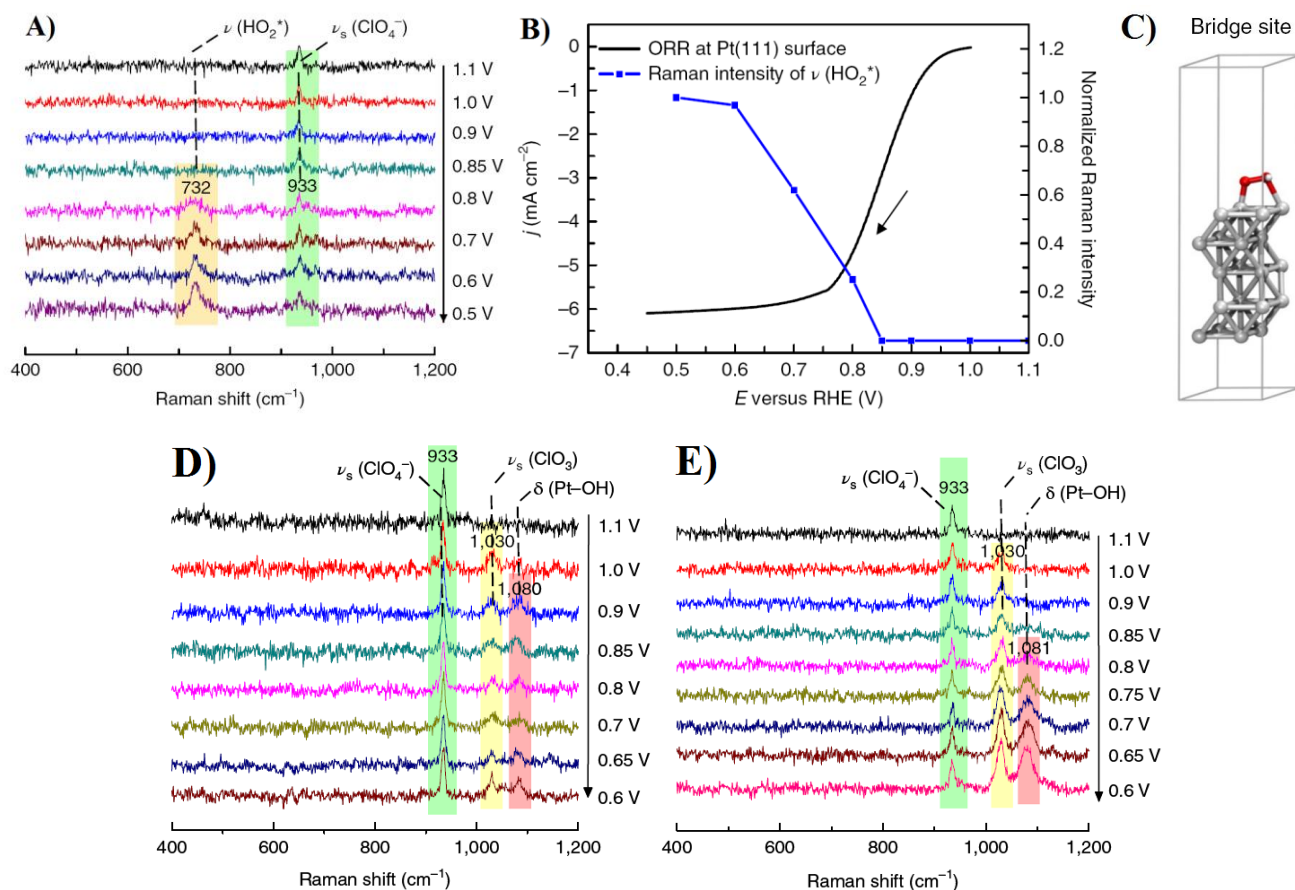 A)
ν (HO₂*)
νₛ (ClO₄⁻)
1.1 V
1.0 V
0.9 V
0.85 V
732
933
0.8 V
0.7 V
0.6 V
0.5 V
400 600 800 1,000 1,200
Raman shift (cm⁻¹)
B)
ORR at Pt(111) surface
Raman intensity of ν (HO₂*)
0
−1
−2
−3
−4
−5
−6
−7
j (mA cm⁻²)
1.2
1.0
0.8
0.6
0.4
0.2
0.0
Normalized Raman intensity
0.4 0.5 0.6 0.7 0.8 0.9 1.0 1.1
E versus RHE (V)
C)
Bridge site
D)
933
νₛ (ClO₄⁻)
νₛ (ClO₃)
δ (Pt–OH)
1.1 V
1,030
1.0 V
1,080
0.9 V
0.85 V
0.8 V
0.7 V
0.65 V
0.6 V
400 600 800 1,000 1,200
Raman shift (cm⁻¹)
E)
νₛ (ClO₄⁻)
933
νₛ (ClO₃)
δ (Pt–OH)
1.1 V
1,030
1.0 V
0.9 V
0.85 V
1,081
0.8 V
0.75 V
0.7 V
0.65 V
0.6 V
400 600 800 1,000 1,200
Raman shift (cm⁻¹)